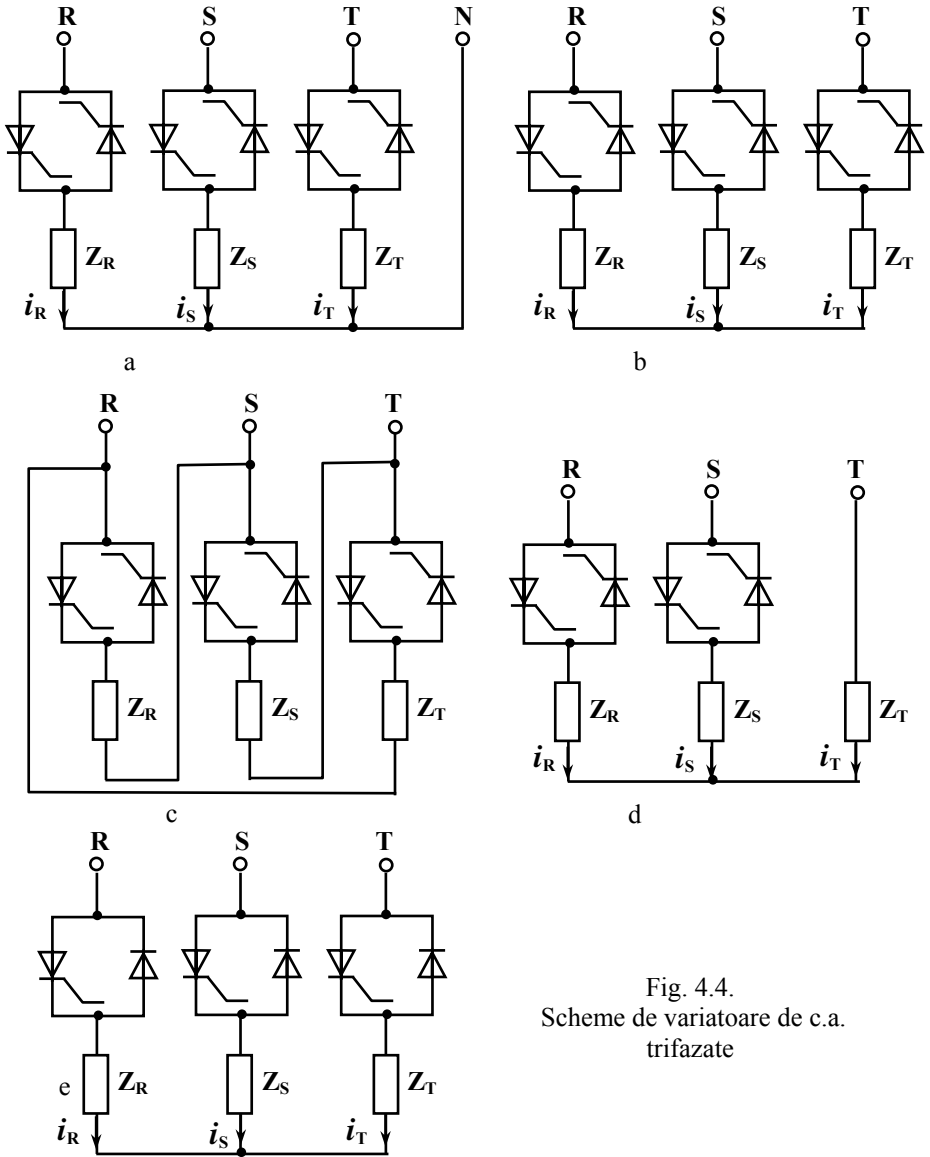 R S T N
Z_R Z_S Z_T
i_R i_S i_T
a
R S T
Z_R Z_S Z_T
i_R i_S i_T
b
R S T
Z_R Z_S Z_T
c
R S T
Z_R Z_S Z_T
i_R i_S i_T
d
R S T
e Z_R Z_S Z_T
i_R i_S i_T
Fig. 4.4.
Scheme de variatoare de c.a.
trifazate